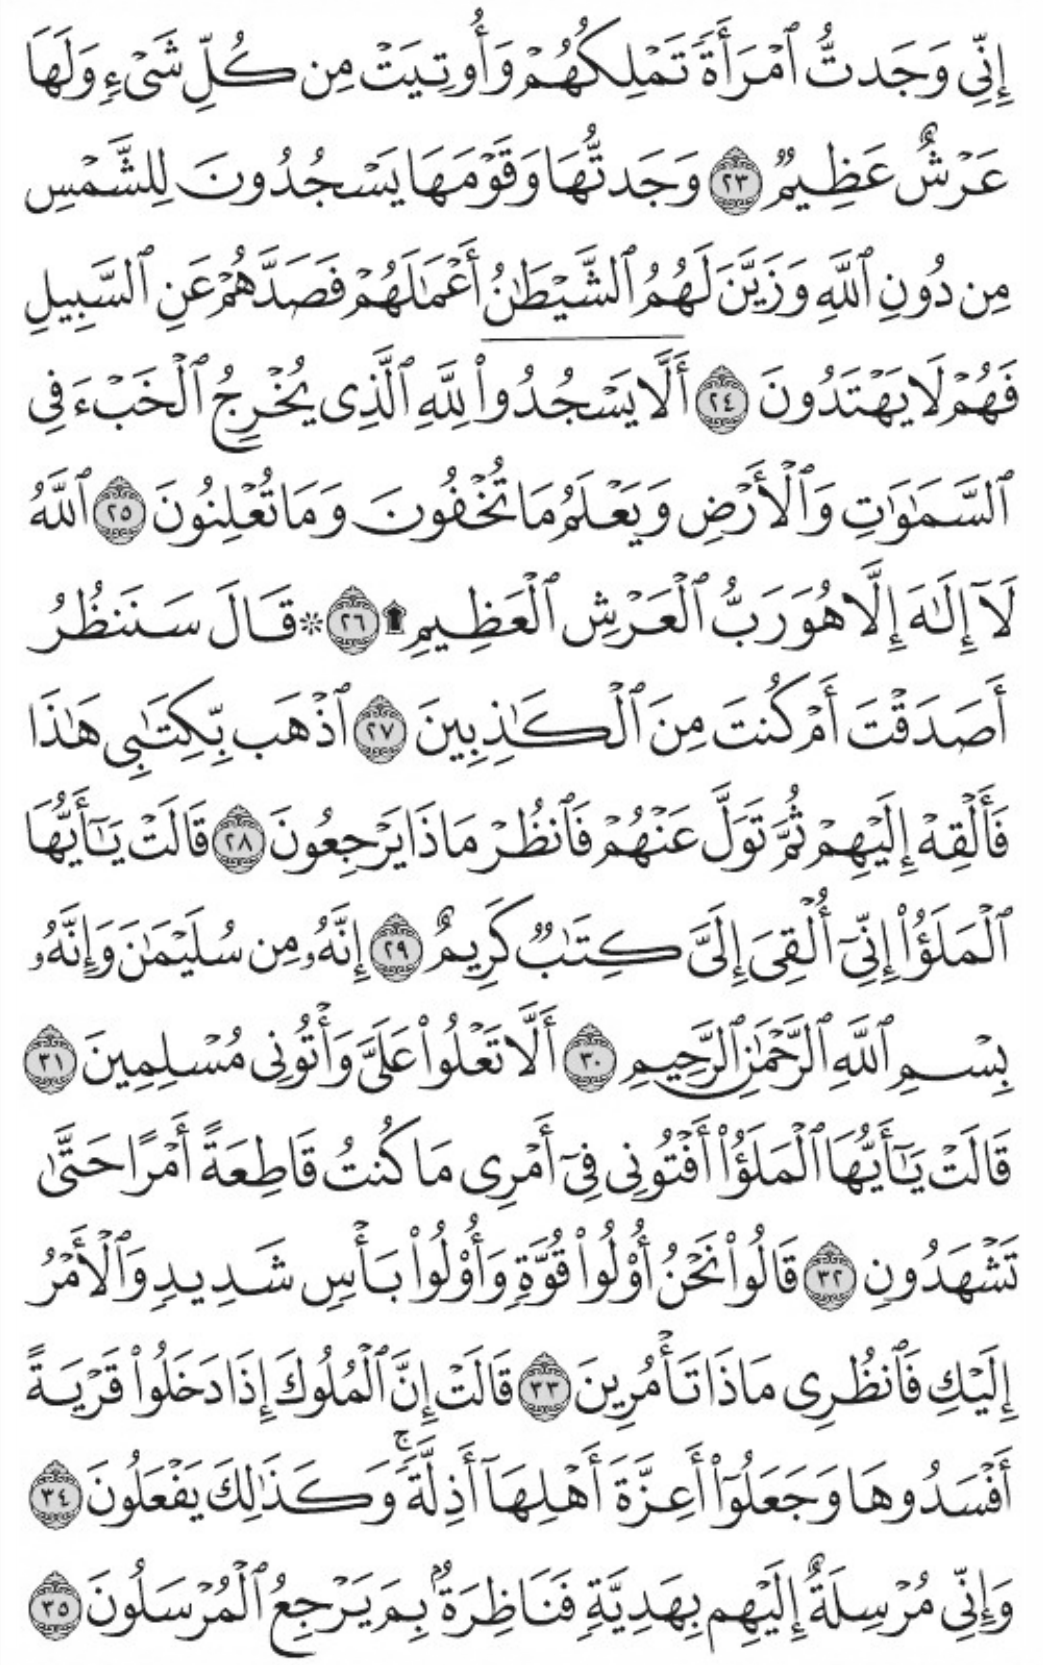 إِنِّي وَجَدتُّ ٱمۡرَأَةٗ تَمۡلِكُهُمۡ وَأُوتِيَتۡ مِن كُلِّ شَيۡءٖ وَلَهَا
عَرۡشٌ عَظِيمٞ ٢٣ وَجَدتُّهَا وَقَوۡمَهَا يَسۡجُدُونَ لِلشَّمۡسِ
مِن دُونِ ٱللَّهِ وَزَيَّنَ لَهُمُ ٱلشَّيۡطَٰنُ أَعۡمَٰلَهُمۡ فَصَدَّهُمۡ عَنِ ٱلسَّبِيلِ
فَهُمۡ لَا يَهۡتَدُونَ ٢٤ أَلَّا يَسۡجُدُواْۤ لِلَّهِ ٱلَّذِي يُخۡرِجُ ٱلۡخَبۡءَ فِي
ٱلسَّمَٰوَٰتِ وَٱلۡأَرۡضِ وَيَعۡلَمُ مَا تُخۡفُونَ وَمَا تُعۡلِنُونَ ٢٥ ٱللَّهُ
لَآ إِلَٰهَ إِلَّا هُوَ رَبُّ ٱلۡعَرۡشِ ٱلۡعَظِيمِ۩ ٢٦ ۞قَالَ سَنَنظُرُ
أَصَدَقۡتَ أَمۡ كُنتَ مِنَ ٱلۡكَٰذِبِينَ ٢٧ ٱذۡهَب بِّكِتَٰبِي هَٰذَا
فَأَلۡقِهۡ إِلَيۡهِمۡ ثُمَّ تَوَلَّ عَنۡهُمۡ فَٱنظُرۡ مَاذَا يَرۡجِعُونَ ٢٨ قَالَتۡ يَٰٓأَيُّهَا
ٱلۡمَلَؤُاْ إِنِّيٓ أُلۡقِيَ إِلَيَّ كِتَٰبٞ كَرِيمٌ ٢٩ إِنَّهُۥ مِن سُلَيۡمَٰنَ وَإِنَّهُۥ
بِسۡمِ ٱللَّهِ ٱلرَّحۡمَٰنِ ٱلرَّحِيمِ ٣٠ أَلَّا تَعۡلُواْ عَلَيَّ وَأۡتُونِي مُسۡلِمِينَ ٣١
قَالَتۡ يَٰٓأَيُّهَا ٱلۡمَلَؤُاْ أَفۡتُونِي فِيٓ أَمۡرِي مَا كُنتُ قَاطِعَةً أَمۡرًا حَتَّىٰ
تَشۡهَدُونِ ٣٢ قَالُواْ نَحۡنُ أُوْلُواْ قُوَّةٖ وَأُوْلُواْ بَأۡسٖ شَدِيدٖ وَٱلۡأَمۡرُ
إِلَيۡكِ فَٱنظُرِي مَاذَا تَأۡمُرِينَ ٣٣ قَالَتۡ إِنَّ ٱلۡمُلُوكَ إِذَا دَخَلُواْ قَرۡيَةً
أَفۡسَدُوهَا وَجَعَلُوٓاْ أَعِزَّةَ أَهۡلِهَآ أَذِلَّةٗۚ وَكَذَٰلِكَ يَفۡعَلُونَ ٣٤
وَإِنِّي مُرۡسِلَةٌ إِلَيۡهِم بِهَدِيَّةٖ فَنَاظِرَةُۢ بِمَ يَرۡجِعُ ٱلۡمُرۡسَلُونَ ٣٥